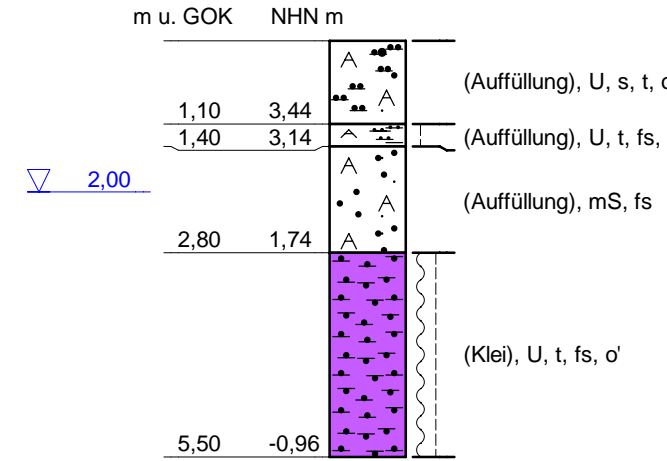 m u. GOK NHN m
(Auffüllung), U, s, t,
1,10 3,44
1,40 3,14 (Auffüllung), U, t, fs,
2,00
(Auffüllung), mS, fs
2,80 1,74
(Klei), U, t, fs, o'
5,50 -0,96